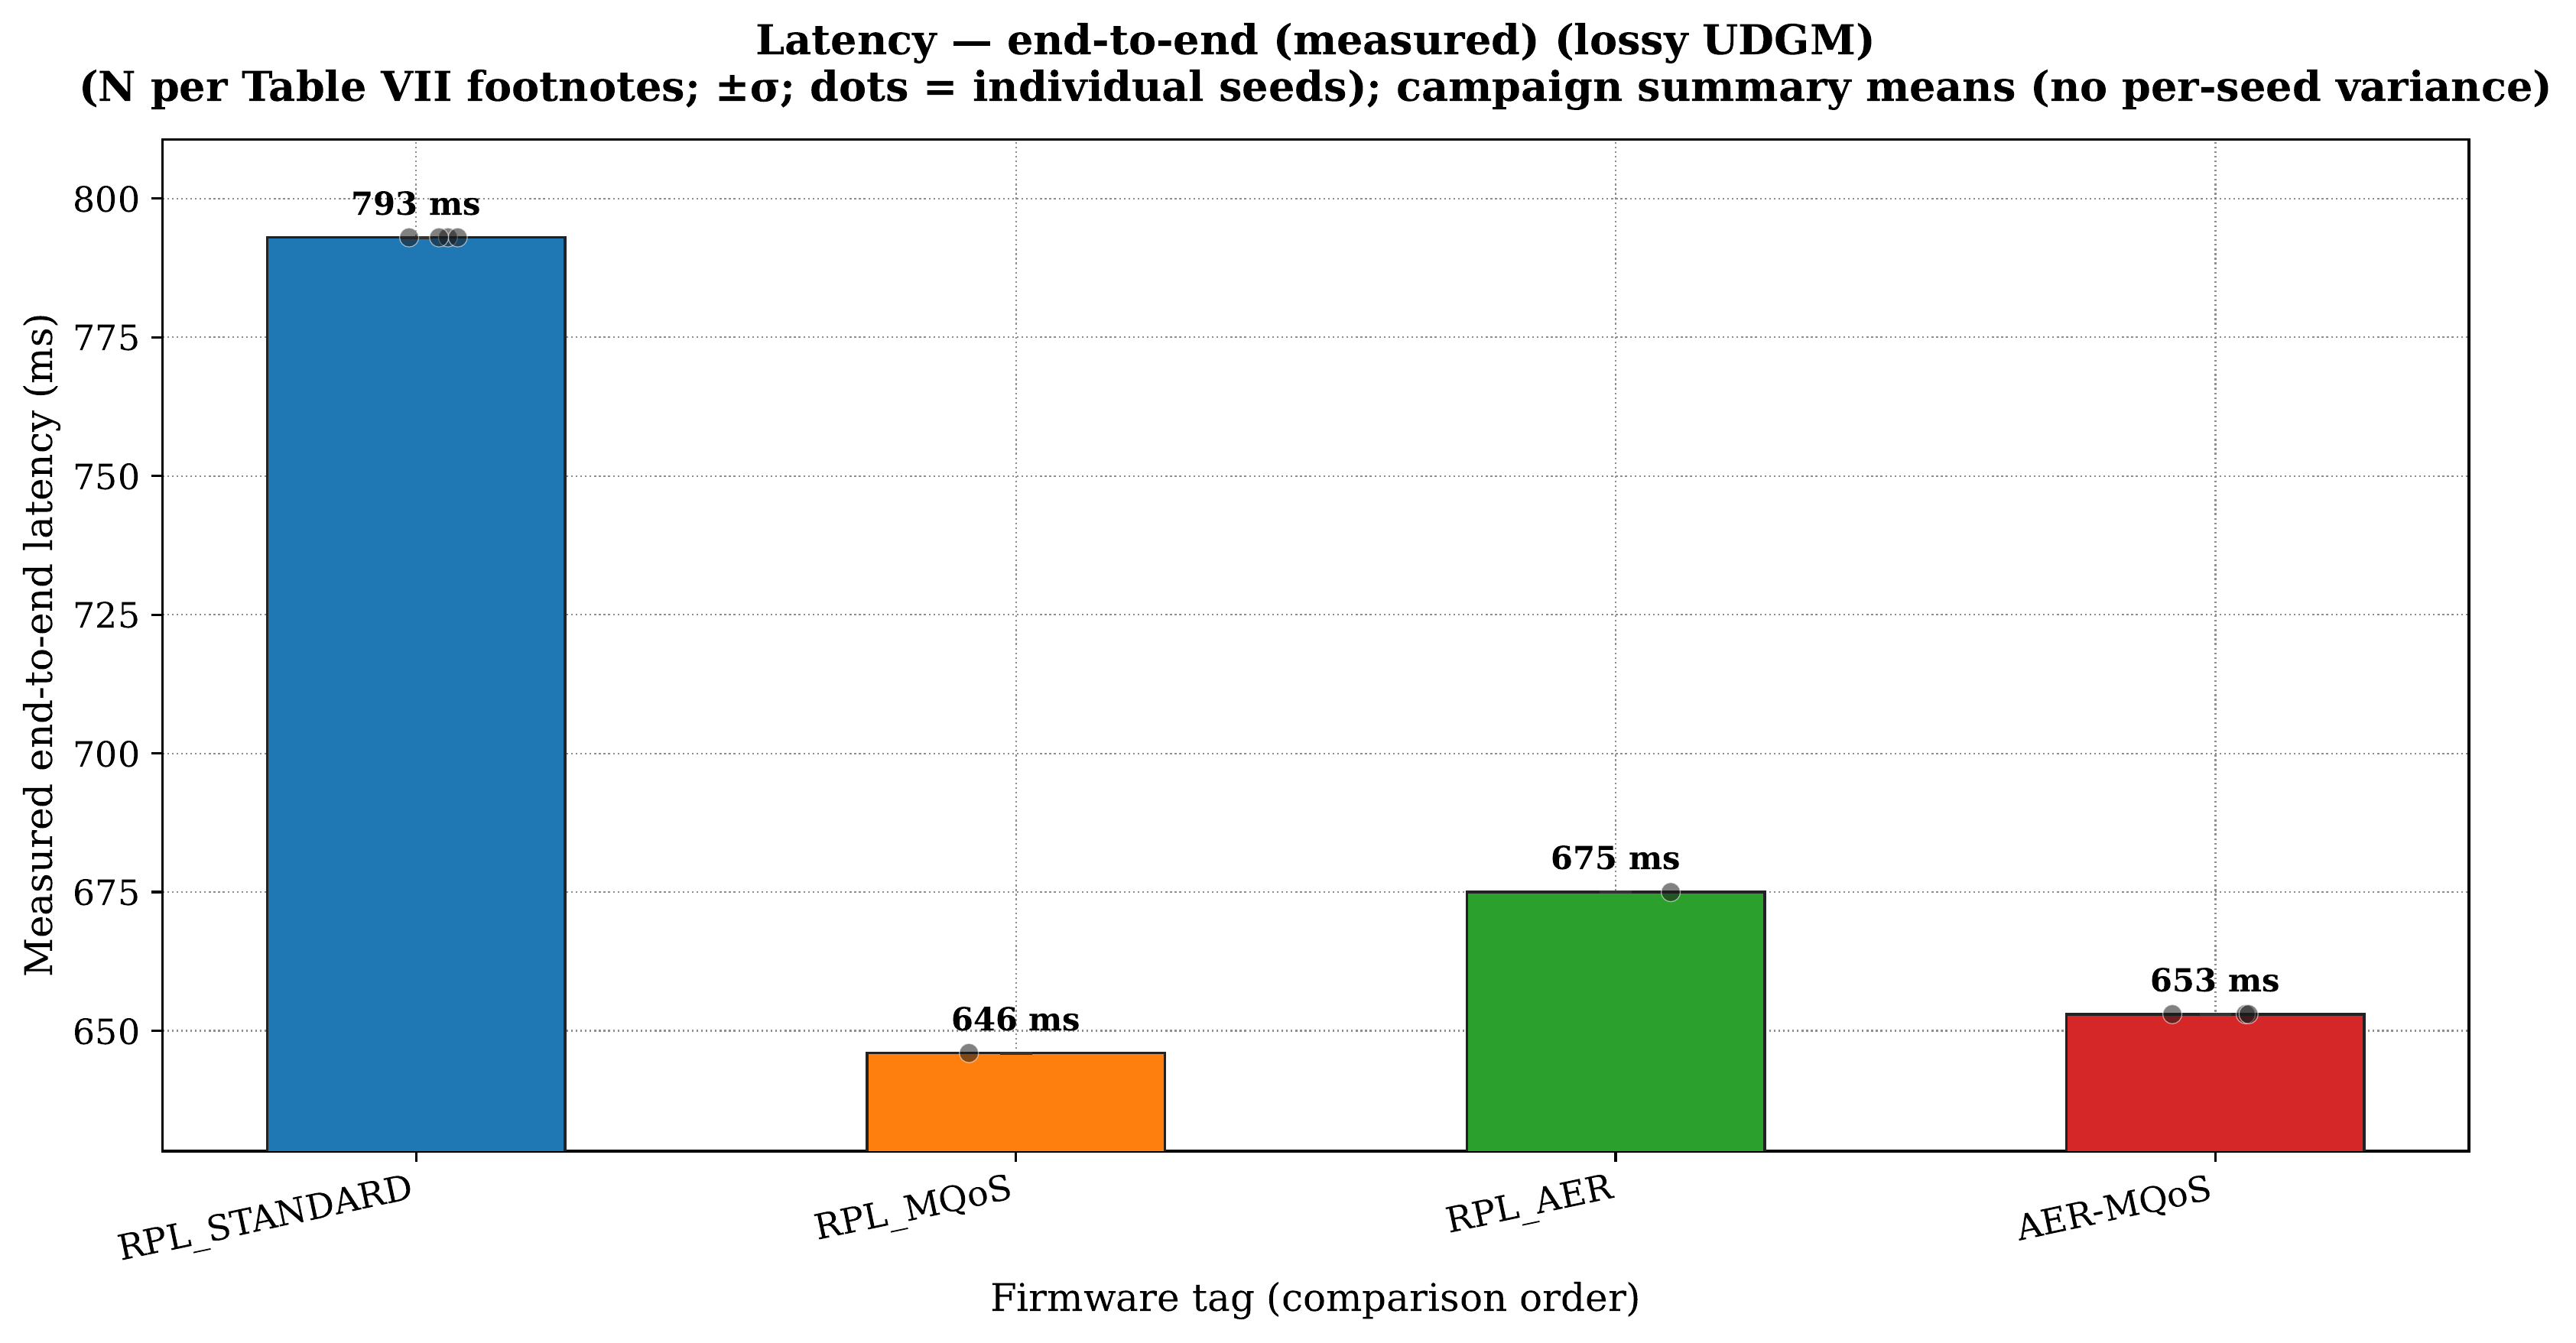 Latency — end-to-end (measured) (lossy UDGM)
(N per Table VII footnotes; ±σ; dots = individual seeds); campaign summary means (no per-seed variance)
Measured end-to-end latency (ms)
800
775
750
725
700
675
650
793 ms
646 ms
675 ms
653 ms
RPL_STANDARD
RPL_MQoS
RPL_AER
AER-MQoS
Firmware tag (comparison order)